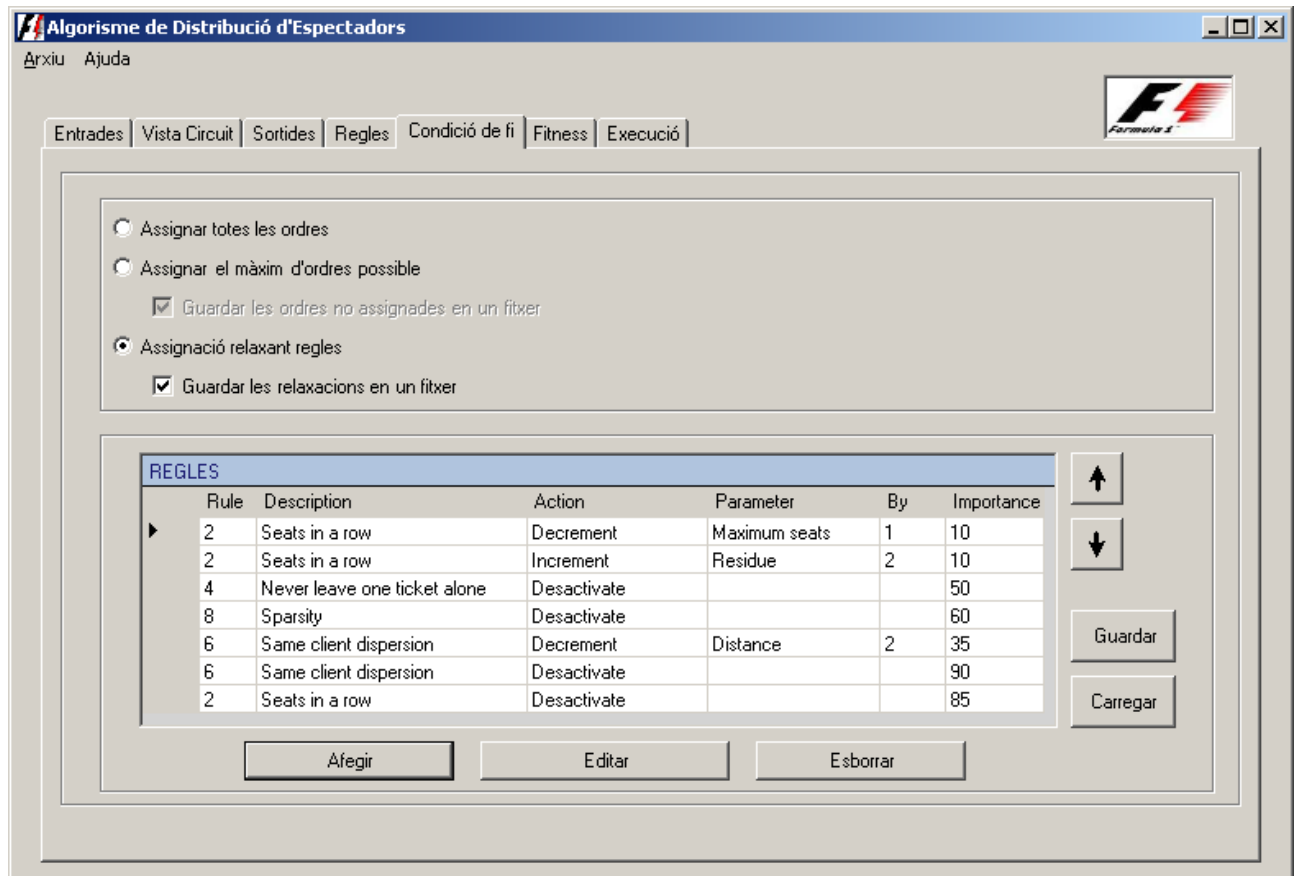 Algorisme de Distribució d'Espectadors
Arxiu Ajuda
Formula 1
Entrades Vista Circuit Sortides Regles Condició de fi Fitness Execució
Assignar totes les ordres
Assignar el màxim d'ordres possible
Guardar les ordres no assignades en un fitxer
Assignació relaxant regles
Guardar les relaxacions en un fitxer
REGLES
Rule Description Action Parameter By Importance
2 Seats in a row Decrement Maximum seats 1 10
2 Seats in a row Increment Residue 2 10
4 Never leave one ticket alone Desactivate 50
8 Sparsity Desactivate 60
6 Same client dispersion Decrement Distance 2 35
6 Same client dispersion Desactivate 90
2 Seats in a row Desactivate 85
Guardar
Carregar
Afegir Editar Esborrar